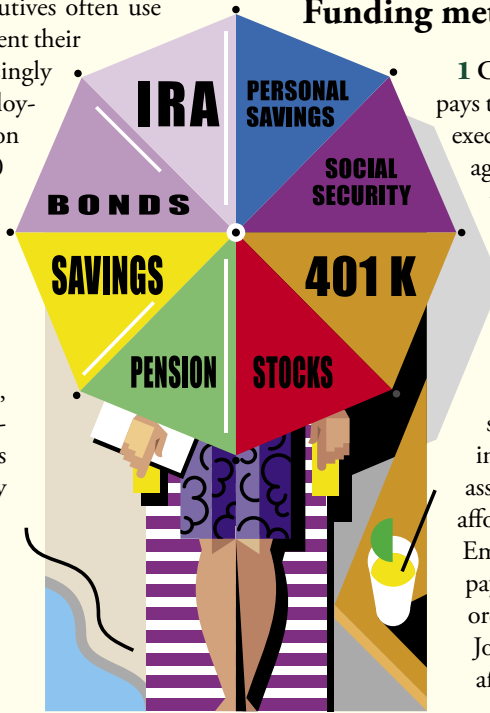 utives often use
ent their
ingly
loy-
on
Funding met
1 C
pays t
exec
ag
IRA
PERSONAL
SAVINGS
SOCIAL
SECURITY
BONDS
SAVINGS
401 K
PENSION
STOCKS
-
s
y
s
in
ass
affo
Em
pay
or
Jo
af